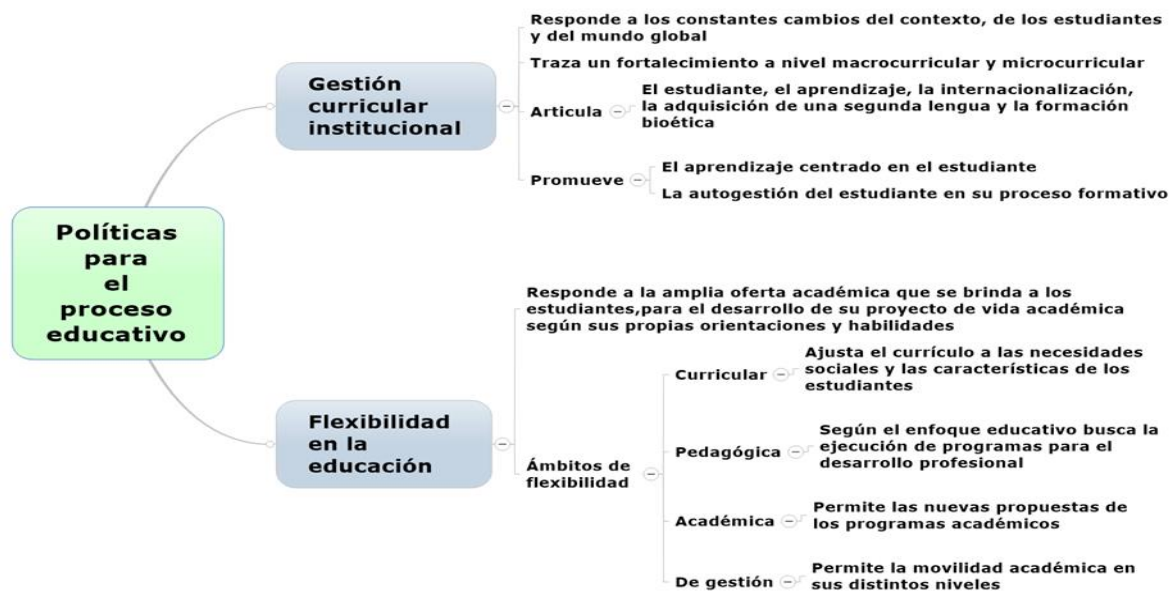 Políticas
para
el
proceso
educativo
Gestión
curricular
institucional
Responde a los constantes cambios del contexto, de los estudiantes
y del mundo global
Traza un fortalecimiento a nivel macrocurricular y microcurricular
Articula
El estudiante, el aprendizaje, la internacionalización,
la adquisición de una segunda lengua y la formación
bioética
Promueve
El aprendizaje centrado en el estudiante
La autogestión del estudiante en su proceso formativo
Flexibilidad
en la
educación
Responde a la amplia oferta académica que se brinda a los
estudiantes,para el desarrollo de su proyecto de vida académica
según sus propias orientaciones y habilidades
Ámbitos de
flexibilidad
Curricular
Ajusta el currículo a las necesidades
sociales y las características de los
estudiantes
Pedagógica
Según el enfoque educativo busca la
ejecución de programas para el
desarrollo profesional
Académica
Permite las nuevas propuestas de
los programas académicos
De gestión
Permite la movilidad académica en
sus distintos niveles